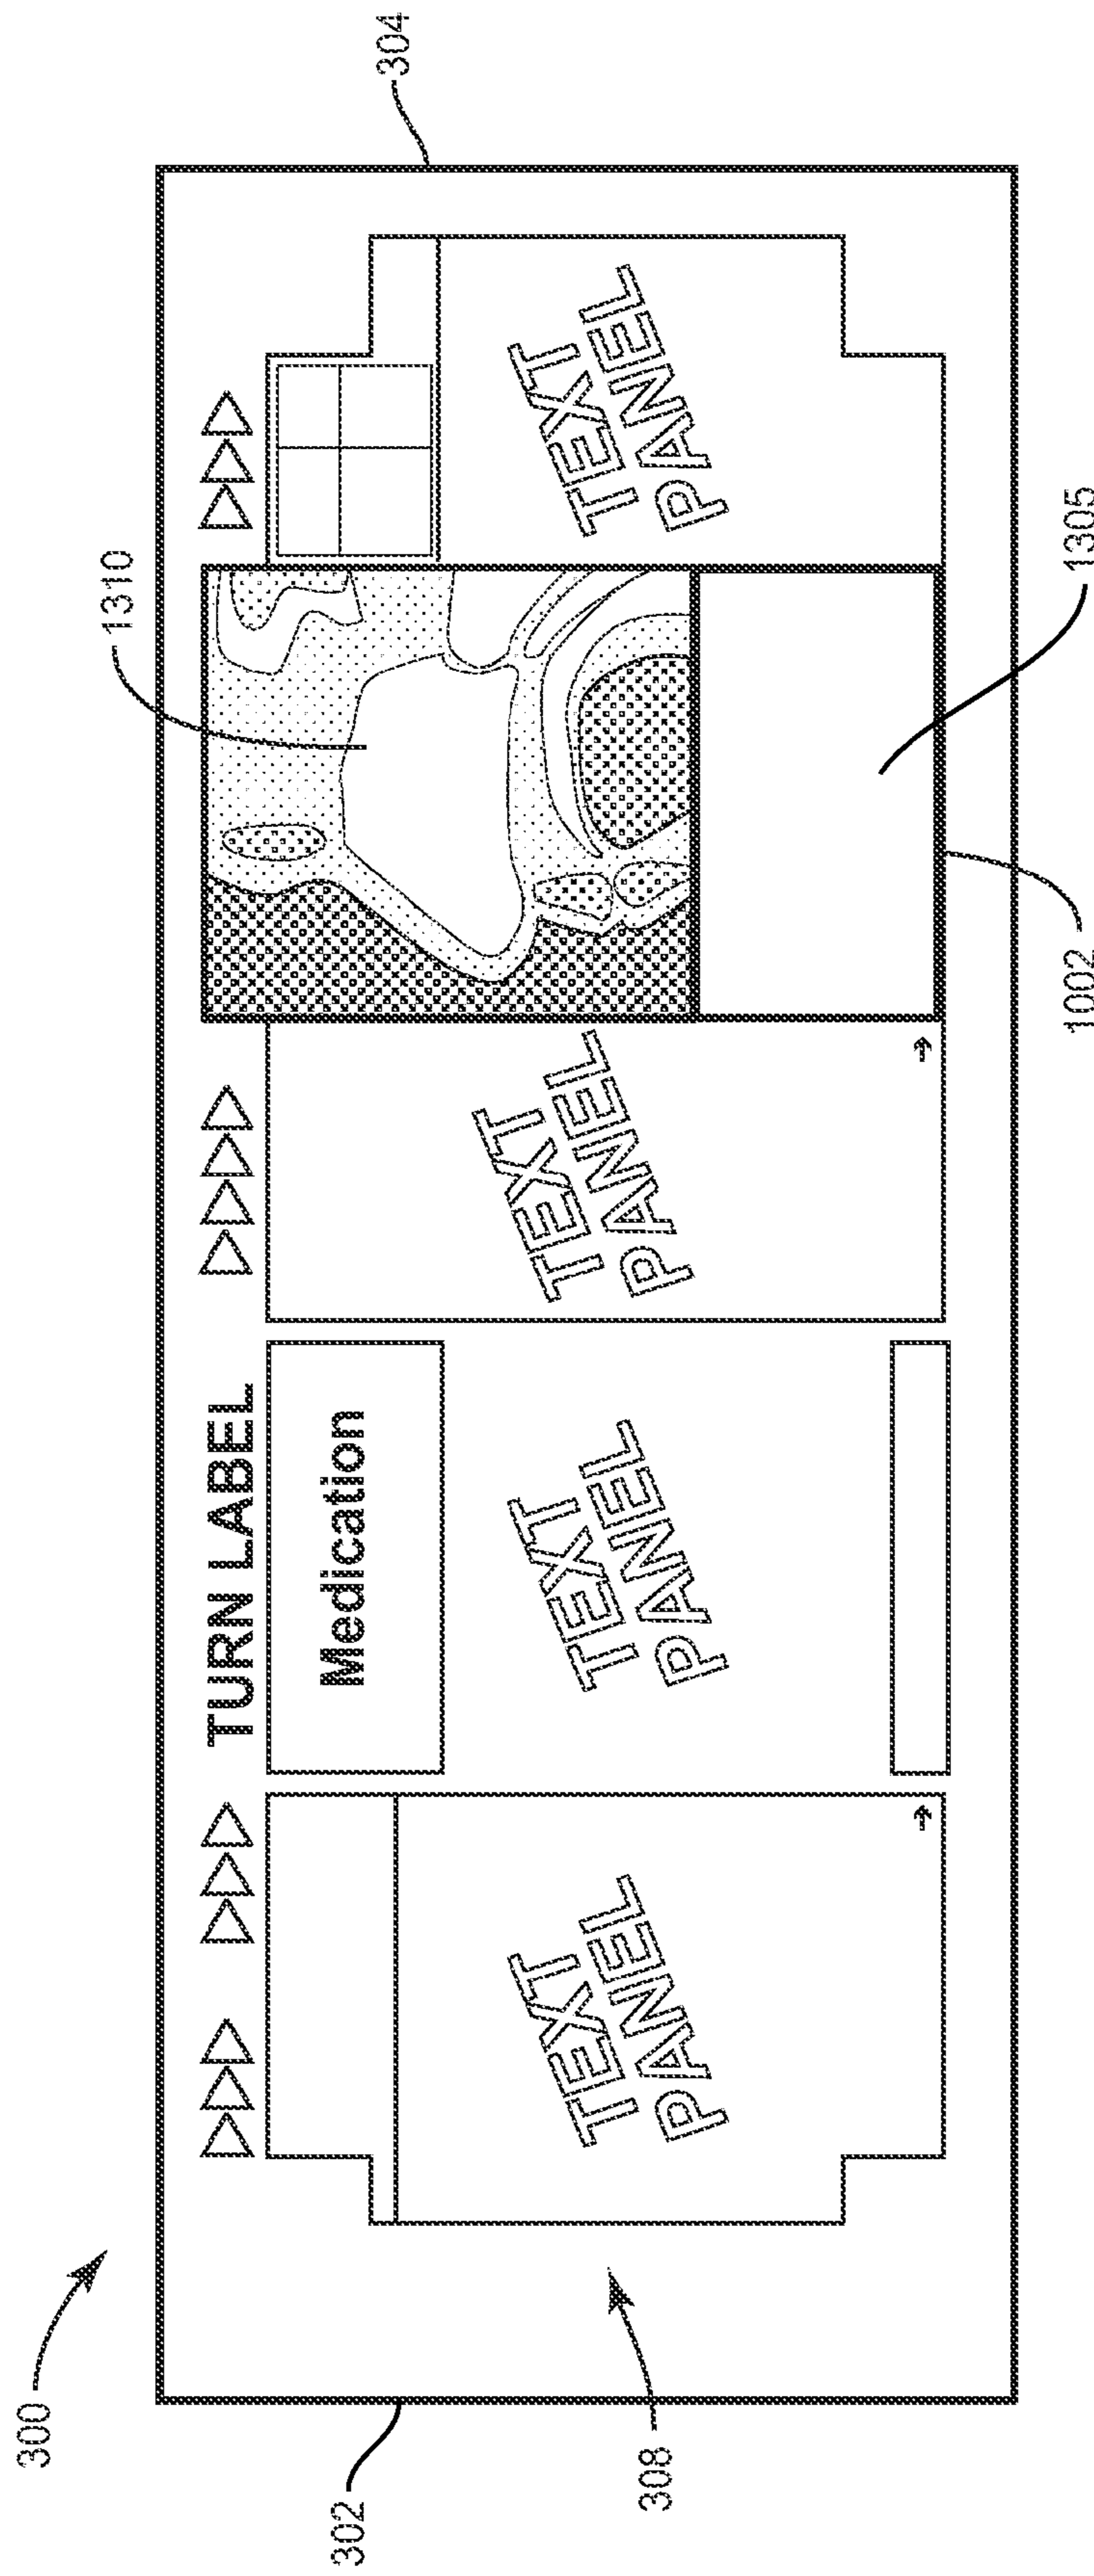 300
302
304
308
1310
1305
1002
TURN LABEL
Medication
TEXT
PANEL
TEXT
PANEL
TEXT
PANEL
TEXT
PANEL